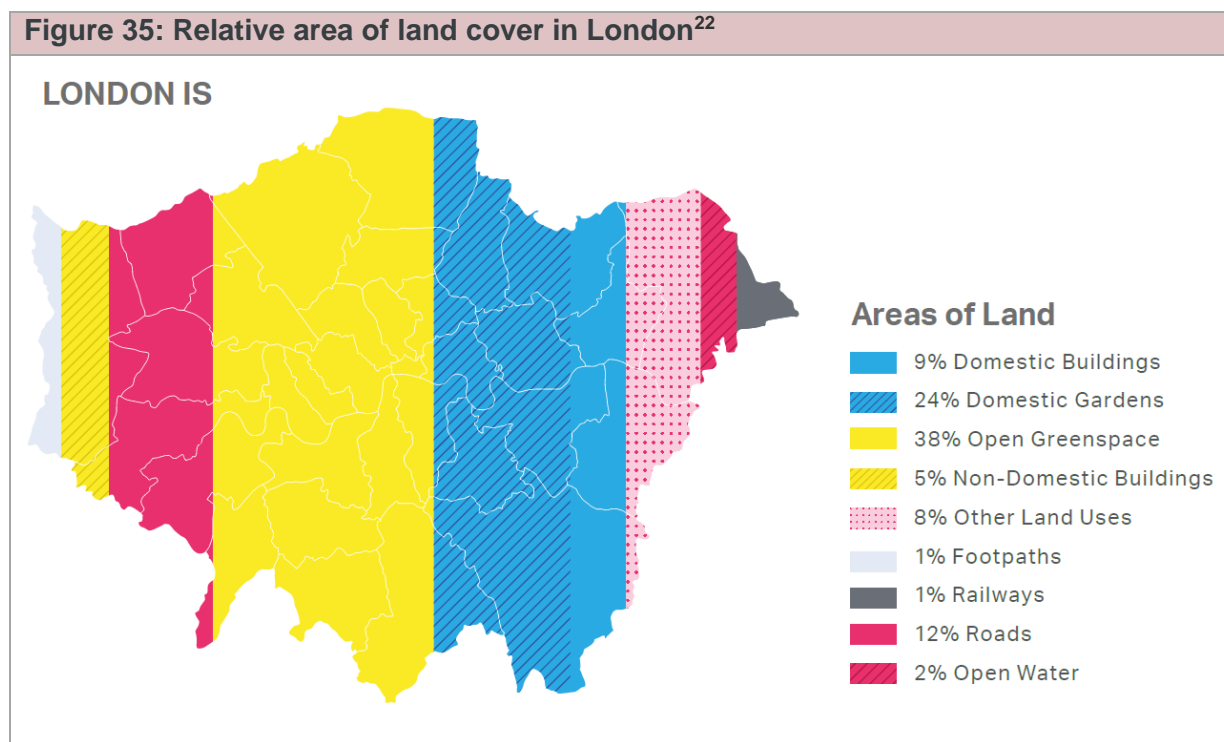 Figure 35: Relative area of land cover in London22
LONDON IS
Areas of Land
9% Domestic Buildings
24% Domestic Gardens
38% Open Greenspace
5% Non-Domestic Buildings
8% Other Land Uses
1% Footpaths
1% Railways
12% Roads
2% Open Water